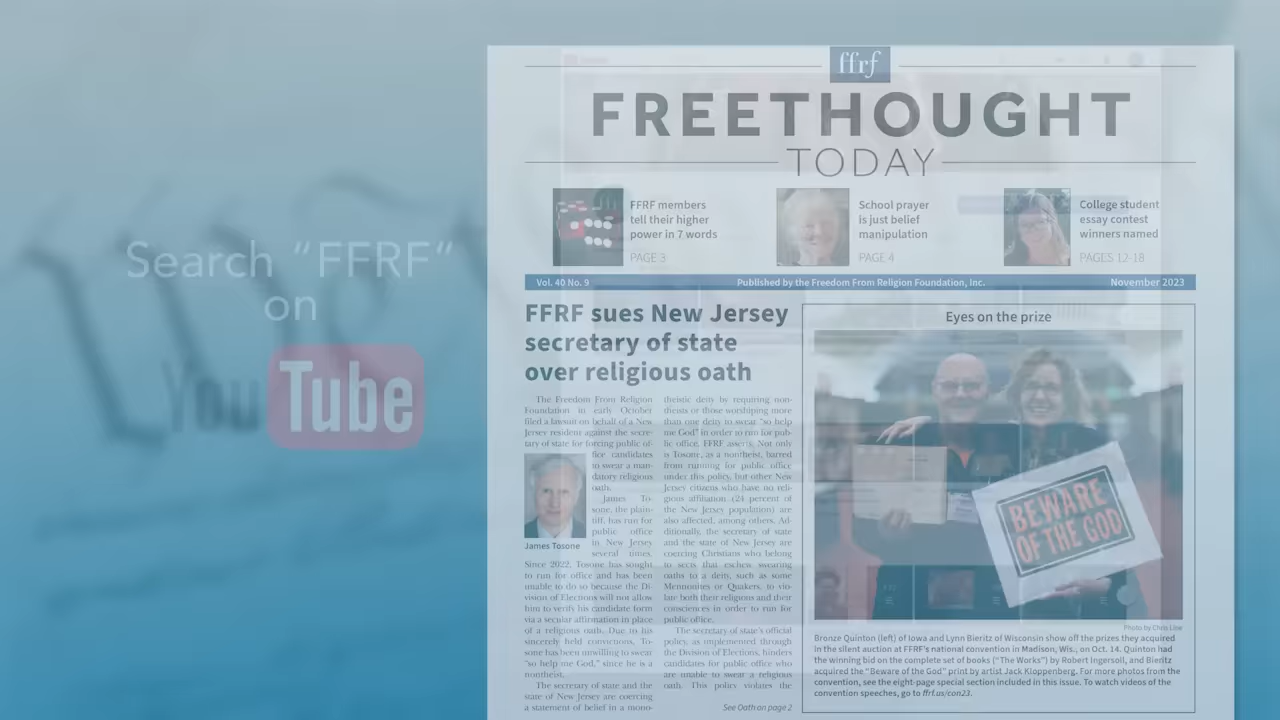 Search “FFRF“
on
YouTube
ffrf
FREETHOUGHT
TODAY
FFRF members
tell their higher
power in 7 words
PAGE 3
School prayer
is just belief
manipulation
PAGE 4
College student
essay contest
winners named
PAGES 12-18
Vol. 40 No. 9 Published by the Freedom From Religion Foundation, Inc. November 2023
FFRF sues New Jersey
secretary of state
over religious oath
The Freedom From Religion
Foundation in early October
filed a lawsuit on behalf of a New
Jersey resident against the secre-
tary of state for forcing public of-
fice candidates
to swear a man-
datory religious
oath.
James To-
sone, the plain-
tiff, has run for
public office
in New Jersey
several times.
James Tosone
Since 2022, Tosone has sought
to run for office and has been
unable to do so because the Di-
vision of Elections will not allow
him to verify his candidate form
via a secular affirmation in place
of a religious oath. Due to his
sincerely held convictions, To-
sone has been unwilling to swear
“so help me God,” since he is a
nontheist.
The secretary of state and the
state of New Jersey are coercing
a statement of belief in a mono-
theistic deity by requiring non-
theists or those worshiping more
than one deity to swear “so help
me God” in order to run for pub-
lic office, FFRF asserts. Not only
is Tosone, as a nontheist, barred
from running for public office
under this policy, but other New
Jersey citizens who have no reli-
gious affiliation (24 percent of
the New Jersey population) are
also affected, among others. Ad-
ditionally, the secretary of state
and the state of New Jersey are
coercing Christians who belong
to sects that eschew swearing
oaths to a deity, such as some
Mennonites or Quakers, to vio-
late both their religious and their
consciences in order to run for
public office.
The secretary of state’s official
policy, as implemented through
the Division of Elections, hinders
candidates for public office who
are unable to swear a religious
oath. This policy violates the
See Oath on page 2
Eyes on the prize
BEWARE
OF THE GOD
Photo by Chris Line
Bronze Quinton (left) of Iowa and Lynn Bieritz of Wisconsin show off the prizes they acquired
in the silent auction at FFRF’s national convention in Madison, Wis., on Oct. 14. Quinton had
the winning bid on the complete set of books (“The Works”) by Robert Ingersoll, and Bieritz
acquired the “Beware of the God” print by artist Jack Kloppenberg. For more photos from the
convention, see the eight-page special section included in this issue. To watch videos of the
convention speeches, go to ffrf.us/con23.